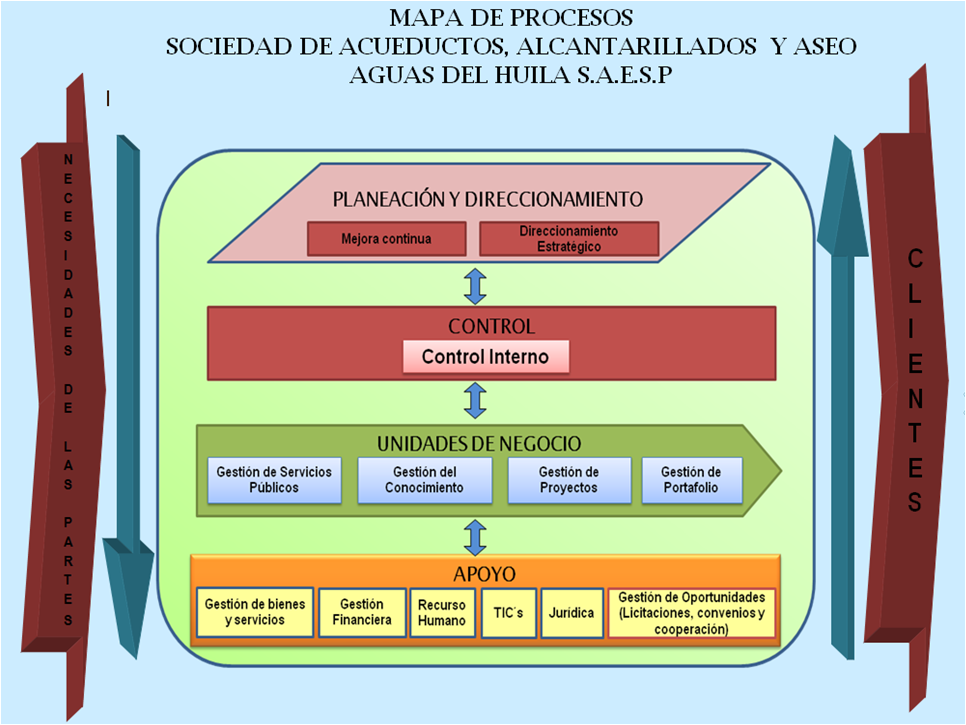 MAPA DE PROCESOS
SOCIEDAD DE ACUEDUCTOS, ALCANTARILLADOS Y ASEO
AGUAS DEL HUILA S.A.E.S.P
NECESIDADES DE LAS PARTES
PLANEACIÓN Y DIRECCIONAMIENTO
Mejora continua
Direccionamiento
Estratégico
CONTROL
Control Interno
UNIDADES DE NEGOCIO
Gestión de Servicios
Públicos
Gestión del
Conocimiento
Gestión de
Proyectos
Gestión de
Portafolio
APOYO
Gestión de bienes
y servicios
Gestión
Financiera
Recurso
Humano
TIC´s
Jurídica
Gestión de Oportunidades
(Licitaciones, convenios y
cooperación)
CLIENTES